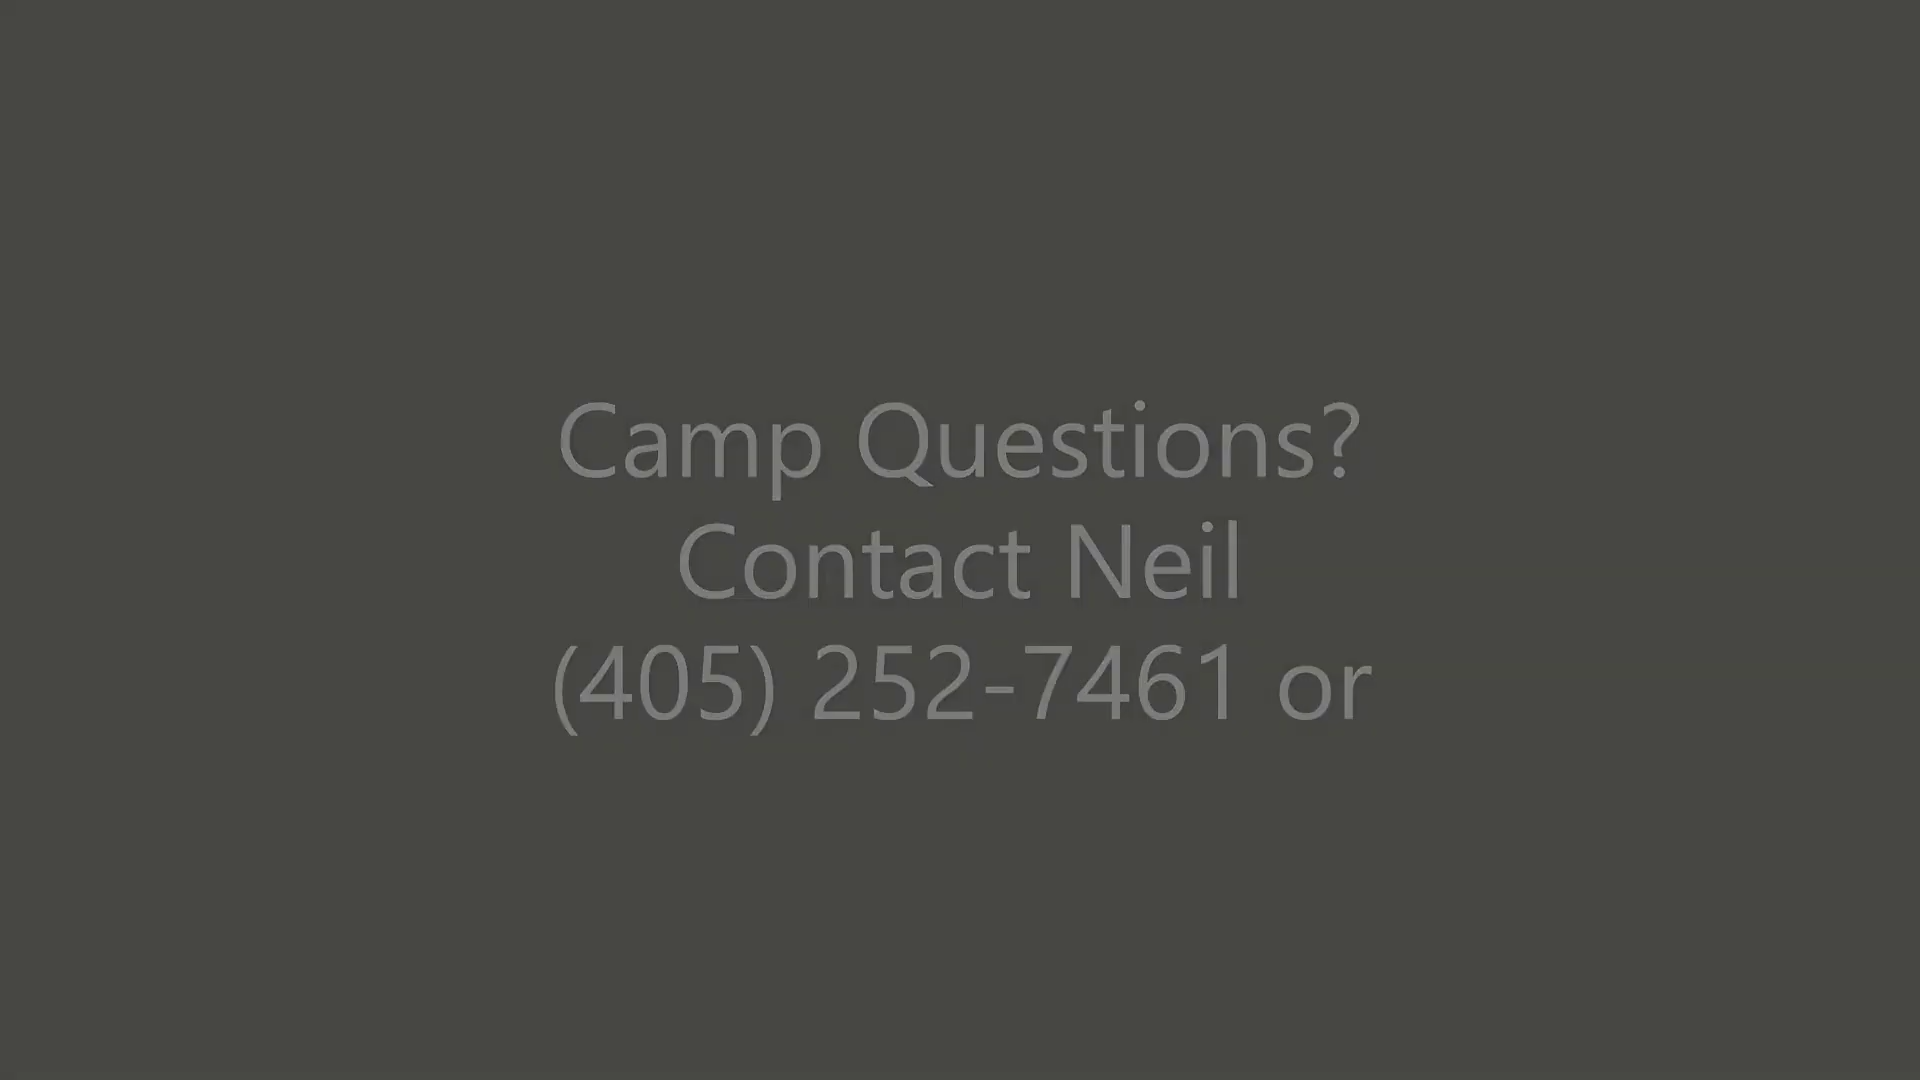 Camp Questions?
Contact Neil
(405) 252-7461 or